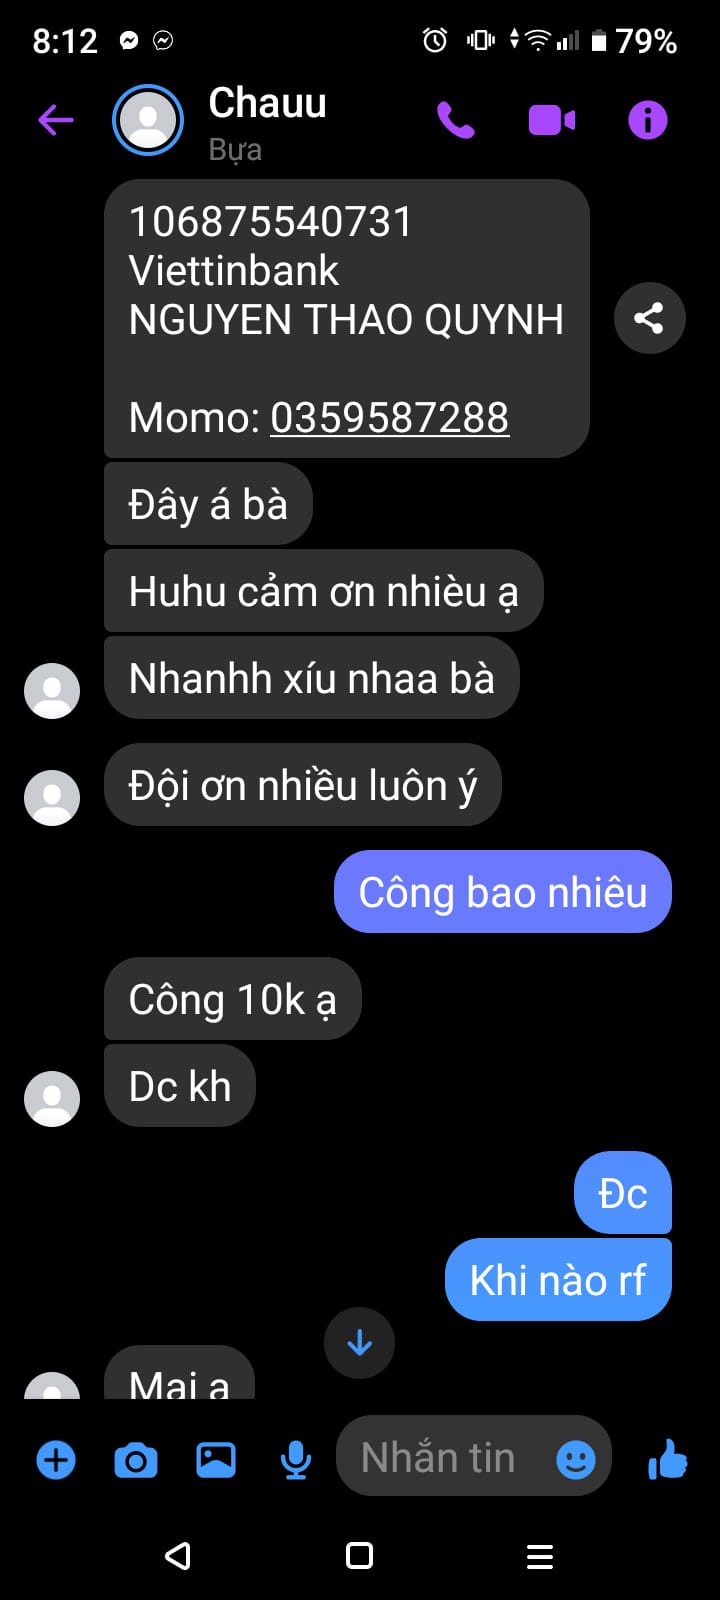 8:12
79%
Chauu
Bựa
106875540731
Viettinbank
NGUYEN THAO QUYNH
Momo: 0359587288
Đây á bà
Huhu cảm ơn nhièu ạ
Nhanhh xíu nhaa bà
Đội ơn nhiều luôn ý
Công bao nhiêu
Công 10k ạ
Dc kh
Đc
Khi nào rf
Mai a
Nhắn tin